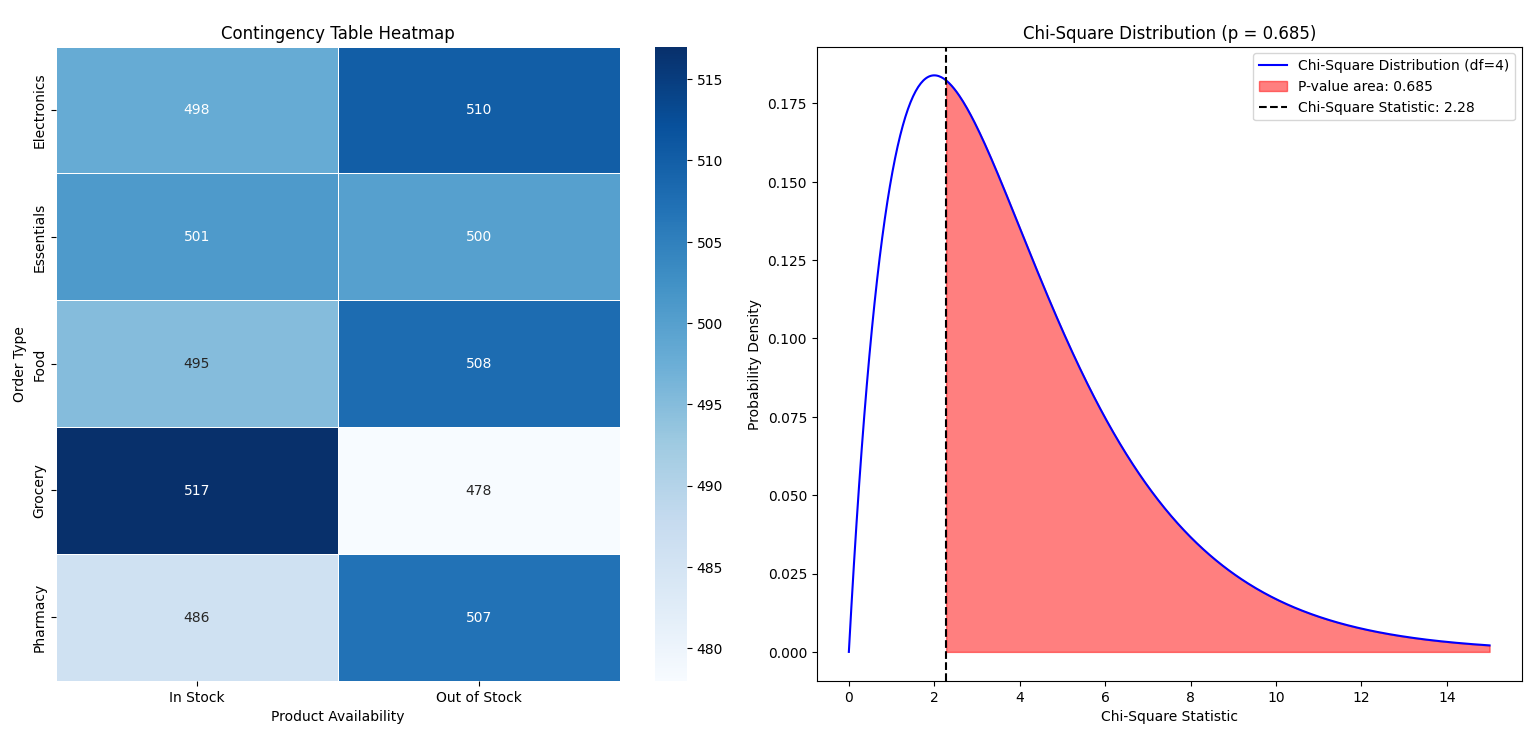 Contingency Table Heatmap
Order Type
Electronics
498
510
Essentials
501
500
Food
495
508
Grocery
517
478
Pharmacy
486
507
In Stock
Out of Stock
Product Availability
515
510
505
500
495
490
485
480
Chi-Square Distribution (p = 0.685)
Chi-Square Distribution (df=4)
P-value area: 0.685
Chi-Square Statistic: 2.28
Probability Density
0.175
0.150
0.125
0.100
0.075
0.050
0.025
0.000
0
2
4
6
8
10
12
14
Chi-Square Statistic